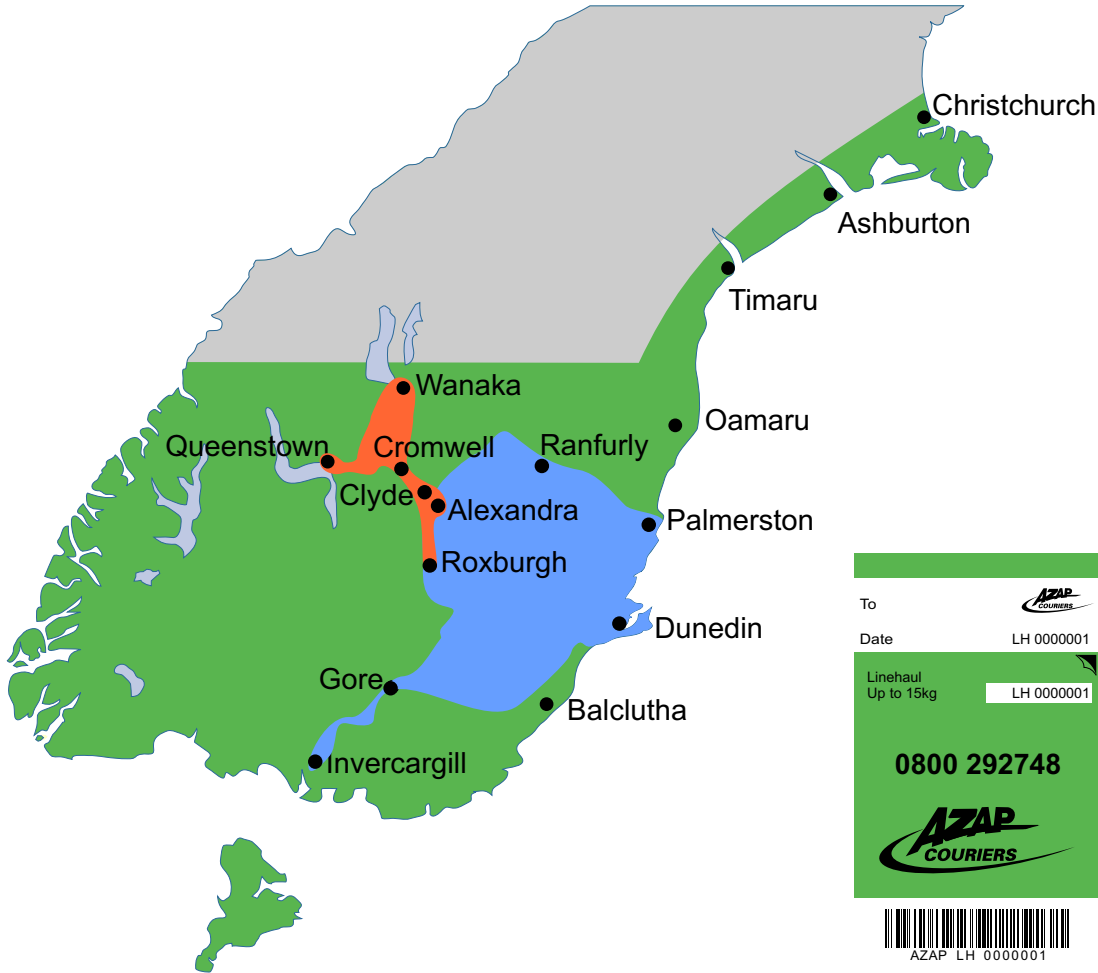 Christchurch
Ashburton
Timaru
Wanaka
Oamaru
Queenstown
Cromwell
Ranfurly
Clyde
Alexandra
Palmerston
Roxburgh
Dunedin
Gore
Balclutha
Invercargill
To
AZAP
COURIERS
Date LH 0000001
Linehaul
Up to 15kg LH 0000001
0800 292748
AZAP
COURIERS
AZAP LH 0000001